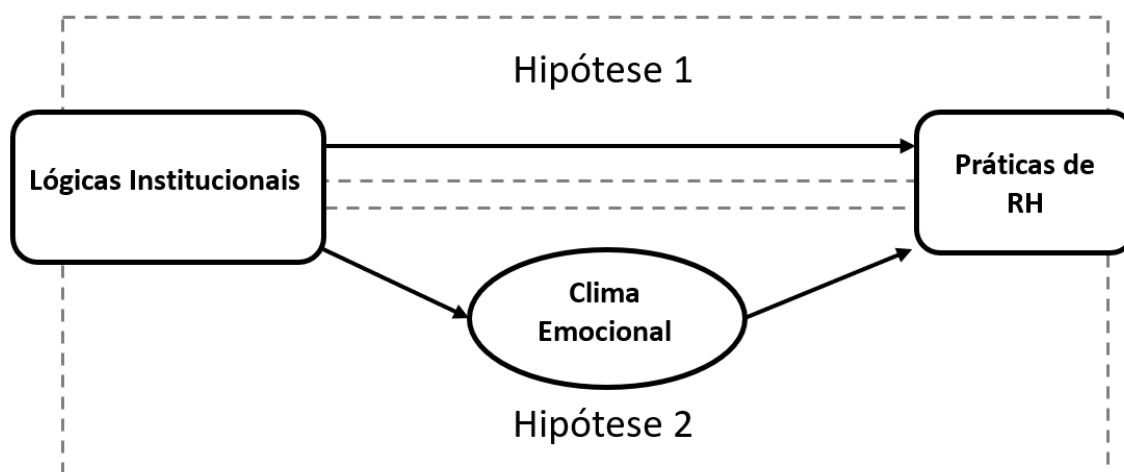 Hipótese 1
Lógicas Institucionais
Práticas de
RH
Clima
Emocional
Hipótese 2